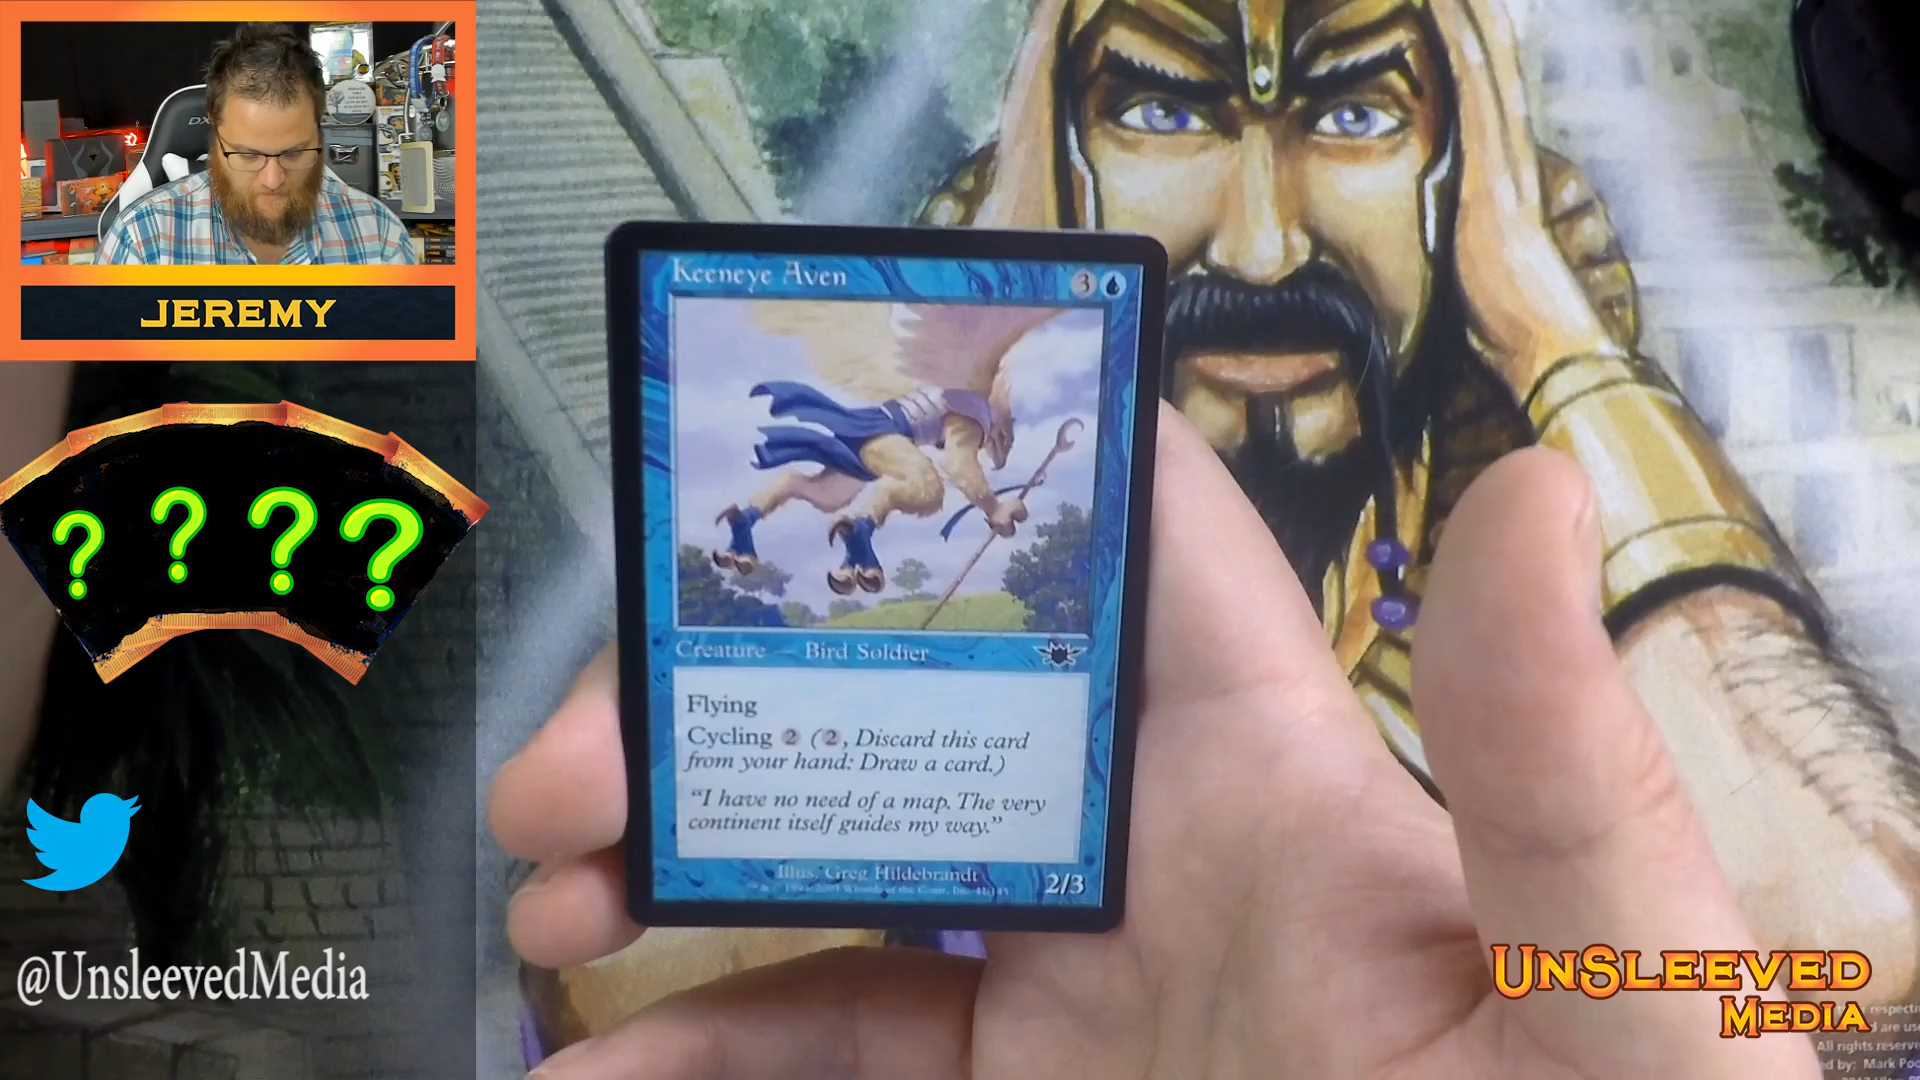 DX
JEREMY
? ? ? ?
@UnsleevedMedia
Keeneye Aven
3
Creature — Bird Soldier
Flying
Cycling 2 (2, Discard this card
from your hand: Draw a card.)
"I have no need of a map. The very
continent itself guides my way."
Illus. Greg Hildebrandt
2/3
UNSLEEVED
MEDIA
All rights